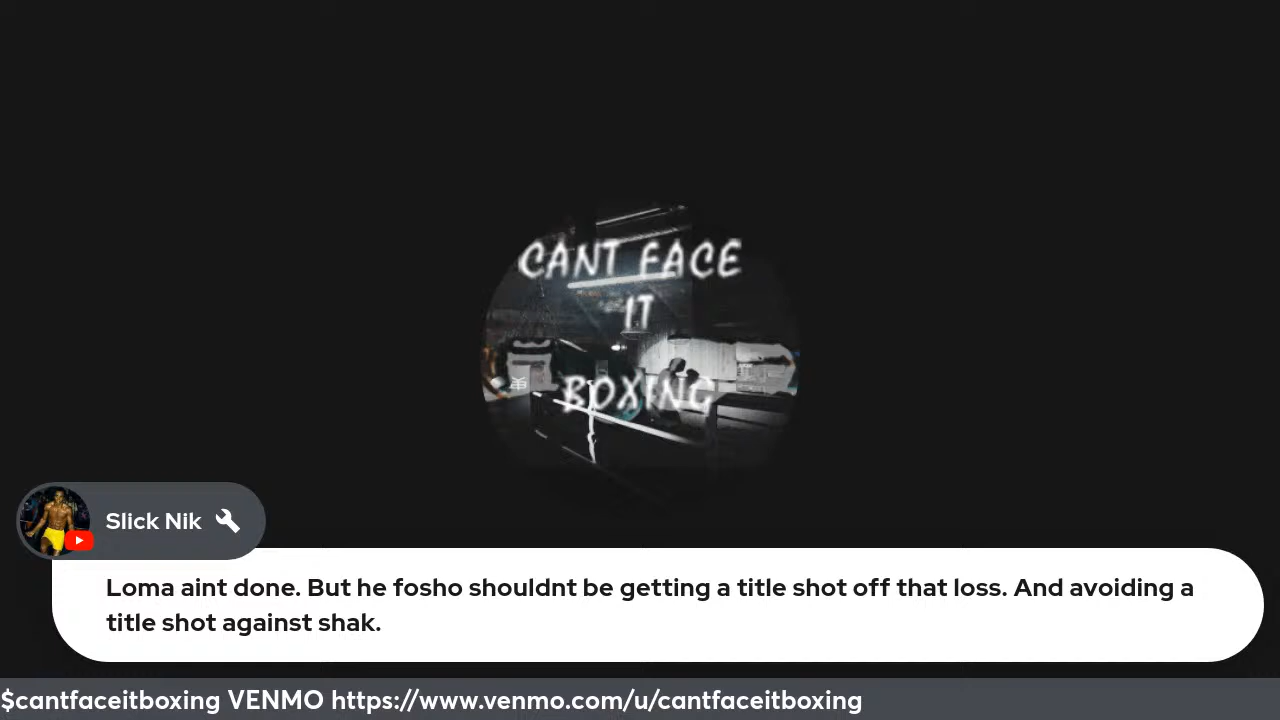 CANT FACE
IT
BOXING
Slick Nik
Loma aint done. But he fosho shouldnt be getting a title shot off that loss. And avoiding a
title shot against shak.
$cantfaceitboxing VENMO https://www.venmo.com/u/cantfaceitboxing